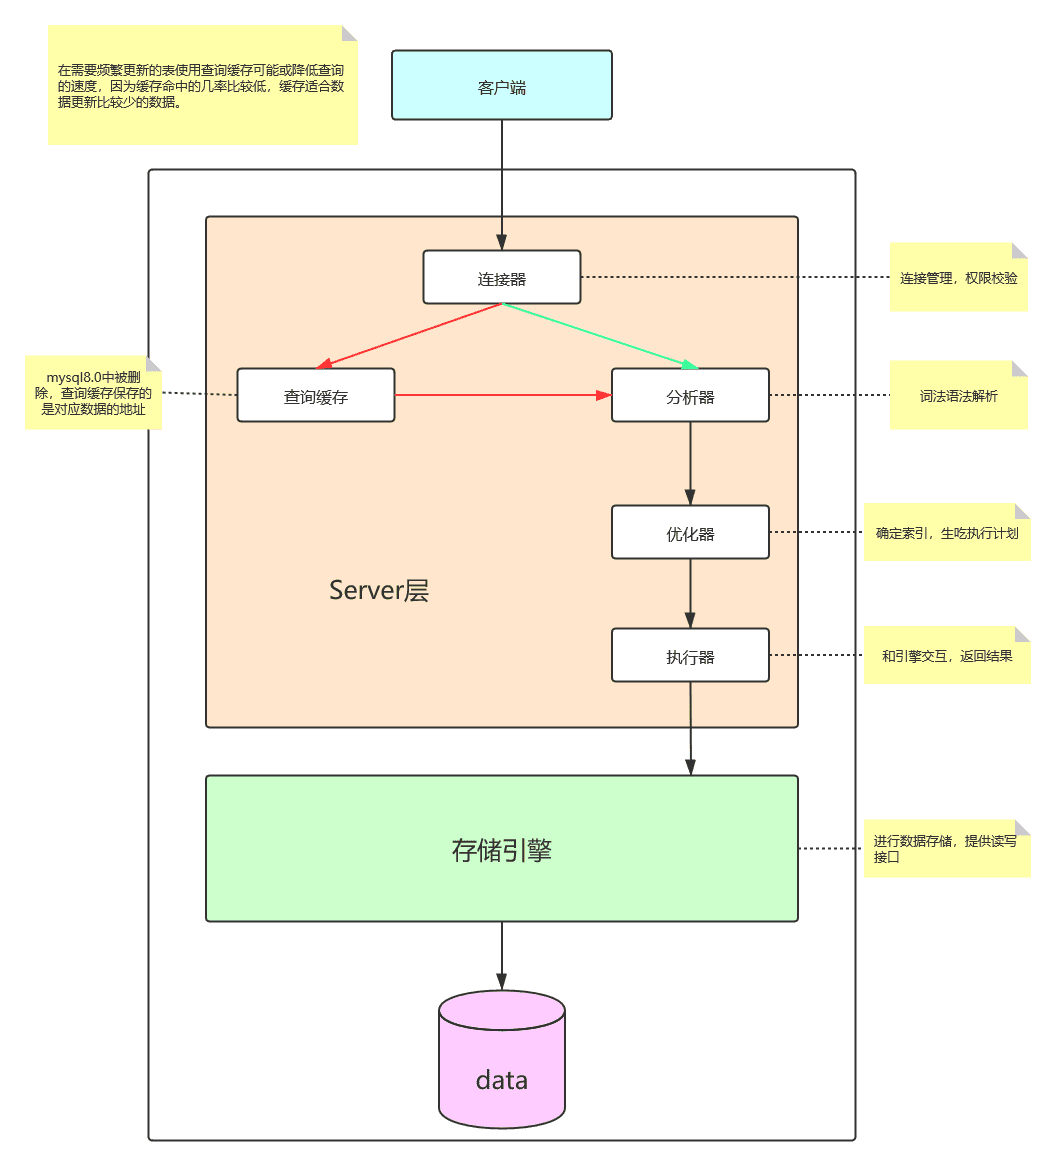 在需要频繁更新的表使用查询缓存可能或降低查询
的速度，因为缓存命中的几率比较低，缓存适合数
据更新比较少的数据。
客户端
连接器
连接管理，权限校验
mysql8.0中被删
除，查询缓存保存的
是对应数据的地址
查询缓存
分析器
词法语法解析
优化器
确定索引，生吃执行计划
Server层
执行器
和引擎交互，返回结果
存储引擎
进行数据存储，提供读写
接口
data